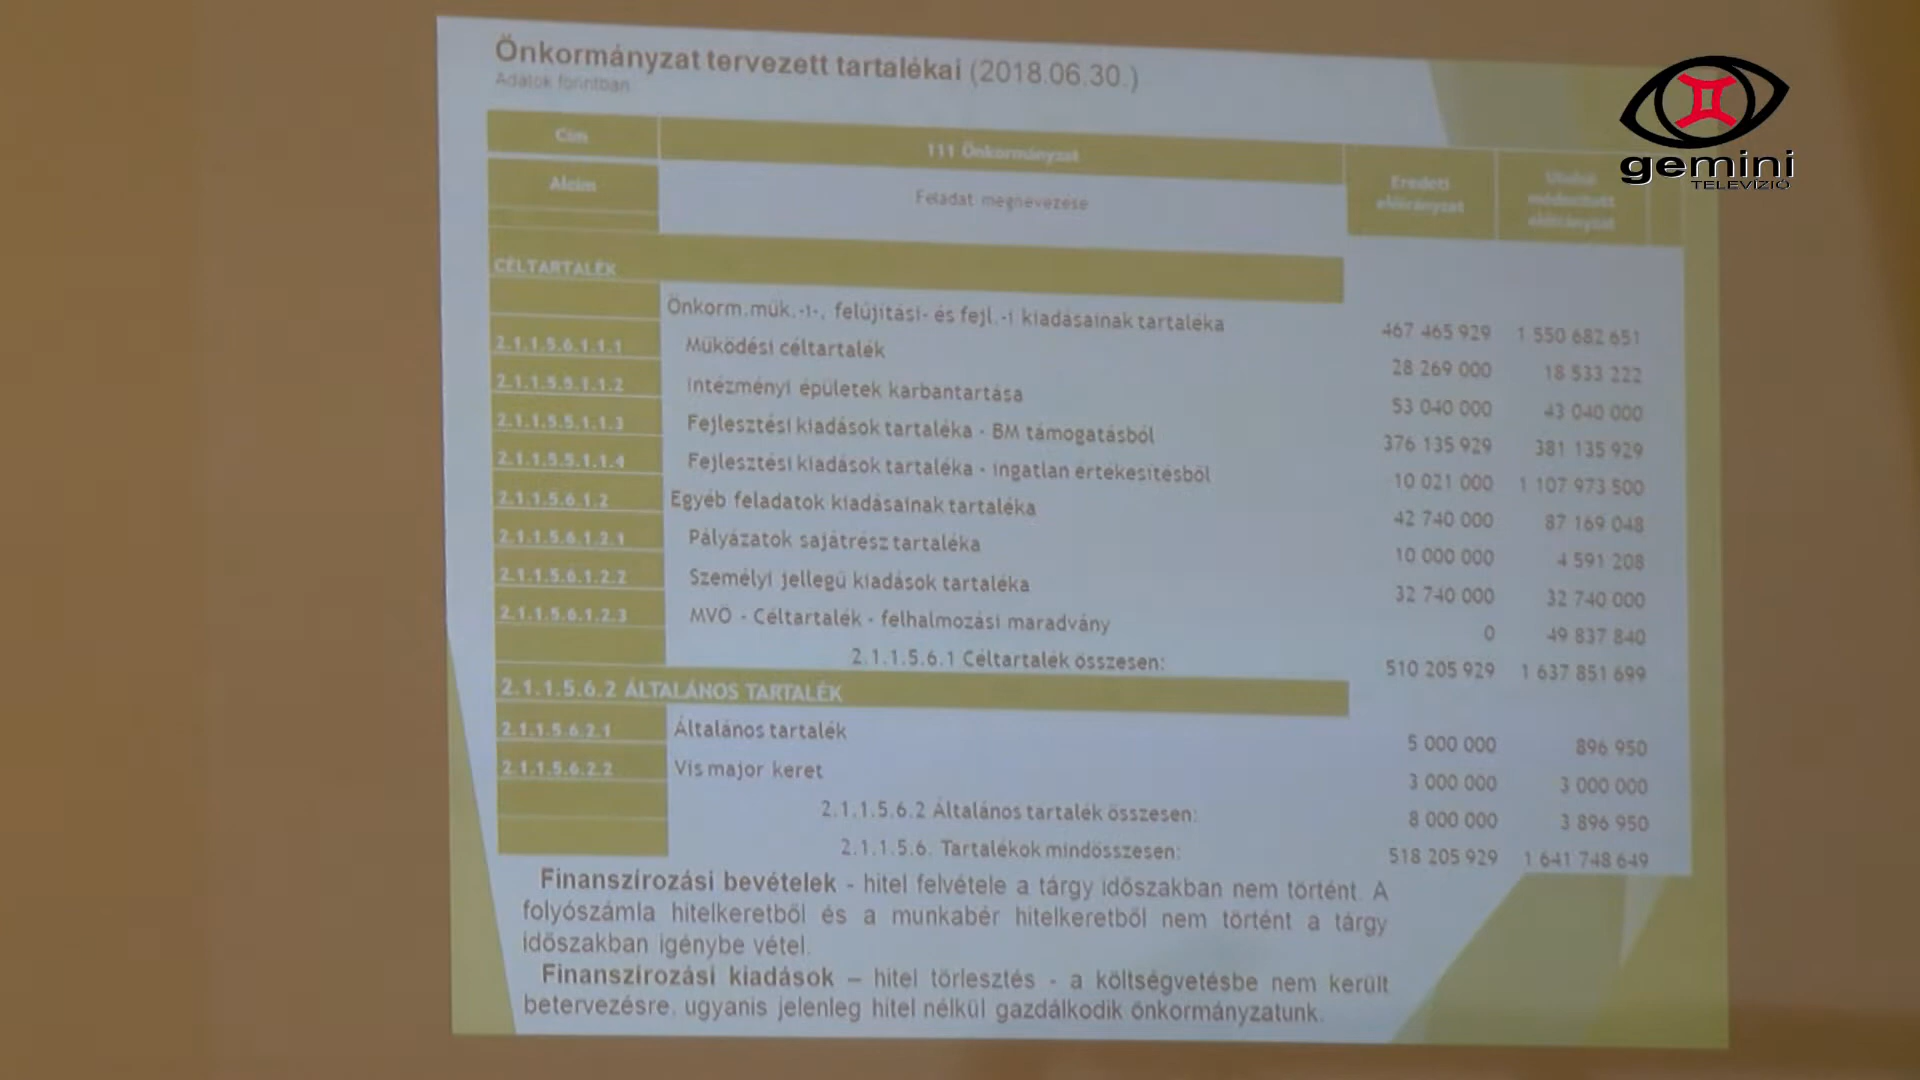 Önkormányzat tervezett tartalékai (2018.06.30.)
Adatok forintban
gemini
TELEVÍZIÓ
Cím 111 Önkormányzat
Alcím Feladat megnevezése Eredeti előirányzat Utolsó módosított előirányzat
CÉLTARTALÉK
Önkorm.műk.-i-, felújítási- és fejl.-i kiadásainak tartaléka 467 465 929 1 550 682 651
2.1.1.5.6.1.1.1 Működési céltartalék 28 269 000 18 533 222
2.1.1.5.5.1.1.2 Intézményi épületek karbantartása 53 040 000 43 040 000
2.1.1.5.5.1.1.3 Fejlesztési kiadások tartaléka - BM támogatásból 376 135 929 381 135 929
2.1.1.5.5.1.1.4 Fejlesztési kiadások tartaléka - ingatlan értékesítésből 10 021 000 1 107 973 500
2.1.1.5.6.1.2 Egyéb feladatok kiadásainak tartaléka 42 740 000 87 169 048
2.1.1.5.6.1.2.1 Pályázatok sajátrész tartaléka 10 000 000 4 591 208
2.1.1.5.6.1.2.2 Személyi jellegű kiadások tartaléka 32 740 000 32 740 000
2.1.1.5.6.1.2.3 MVÖ - Céltartalék - felhalmozási maradvány 0 49 837 840
2.1.1.5.6.1 Céltartalék összesen: 510 205 929 1 637 851 699
2.1.1.5.6.2 ÁLTALÁNOS TARTALÉK
2.1.1.5.6.2.1 Általános tartalék 5 000 000 896 950
2.1.1.5.6.2.2 Vis major keret 3 000 000 3 000 000
2.1.1.5.6.2 Általános tartalék összesen: 8 000 000 3 896 950
2.1.1.5.6. Tartalékok mindösszesen: 518 205 929 1 641 748 649
Finanszírozási bevételek - hitel felvétele a tárgy időszakban nem történt. A
folyószámla hitelkeretből és a munkabér hitelkeretből nem történt a tárgy
időszakban igénybe vétel.
Finanszírozási kiadások – hitel törlesztés - a költségvetésbe nem került
betervezésre, ugyanis jelenleg hitel nélkül gazdálkodik önkormányzatunk.